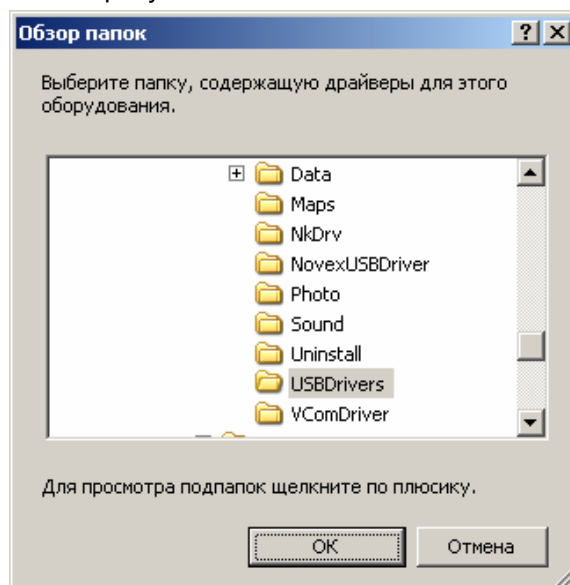 Обзор папок
Выберите папку, содержащую драйверы для этого
оборудования.
Data
Maps
NkDrv
NovexUSBDriver
Photo
Sound
Uninstall
USBDrivers
VComDriver
Для просмотра подпапок щелкните по плюсику.
ОК Отмена